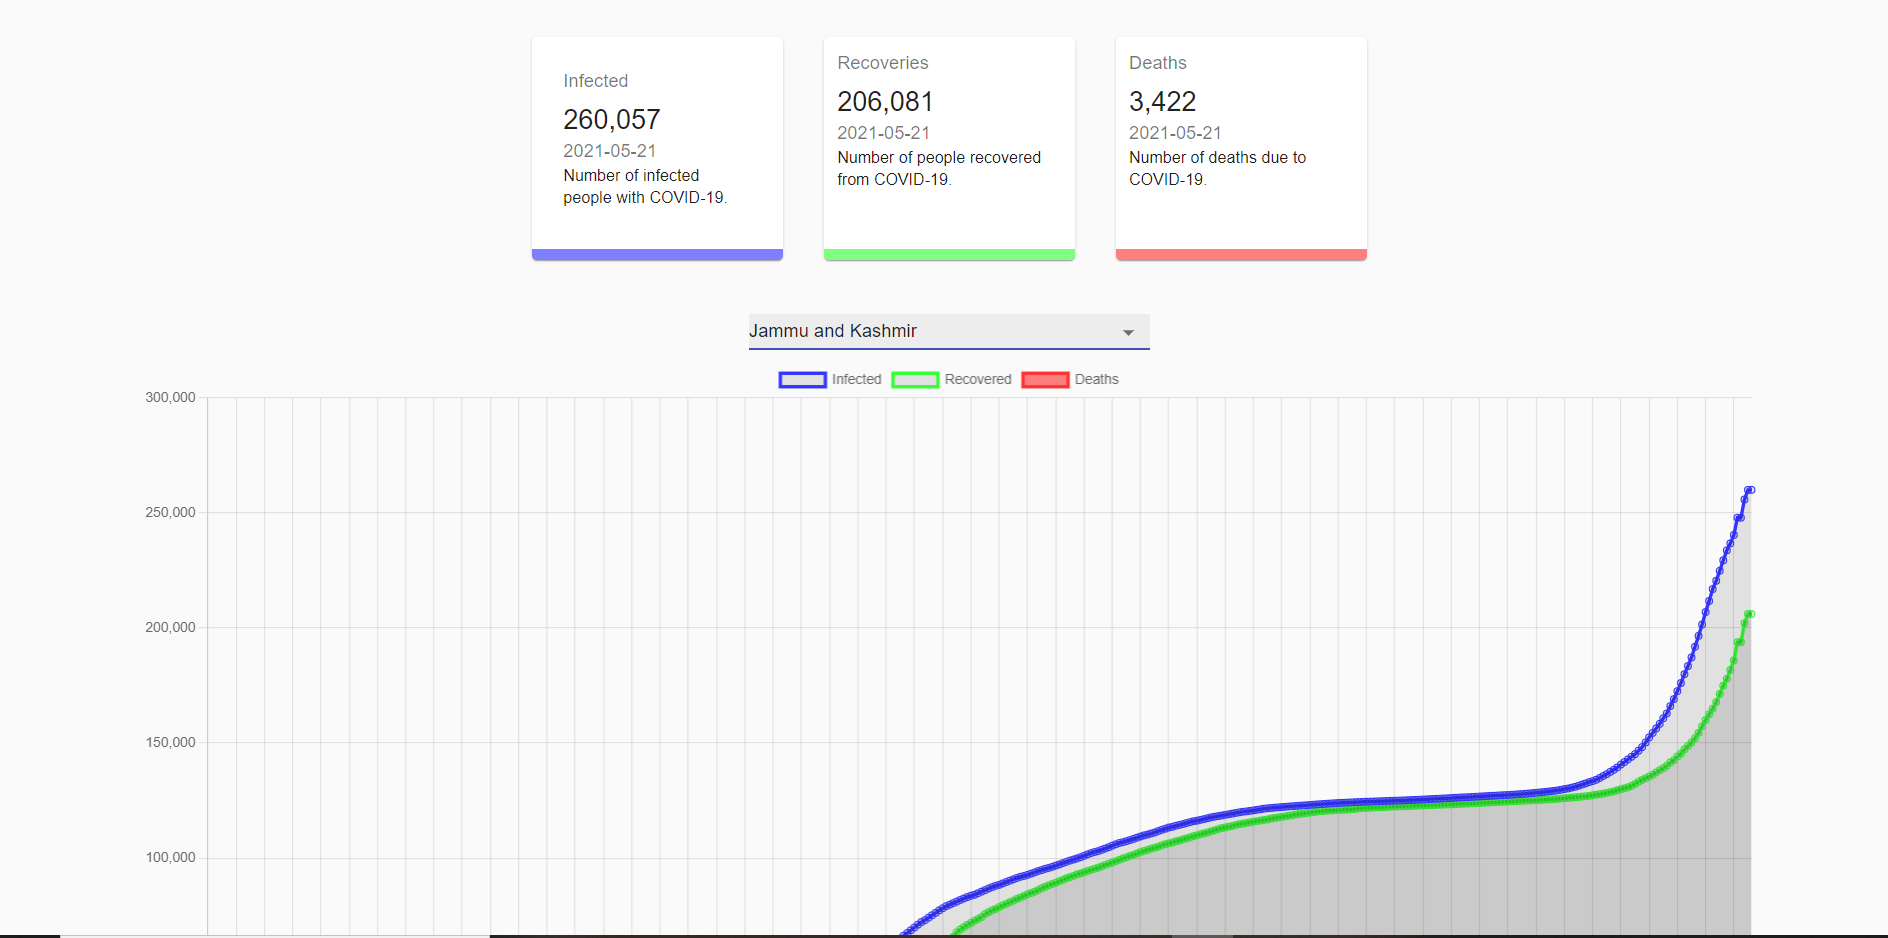 Infected
260,057
2021-05-21
Number of infected
people with COVID-19.
Recoveries
206,081
2021-05-21
Number of people recovered
from COVID-19.
Deaths
3,422
2021-05-21
Number of deaths due to
COVID-19.
Jammu and Kashmir
Infected Recovered Deaths
300,000
250,000
200,000
150,000
100,000